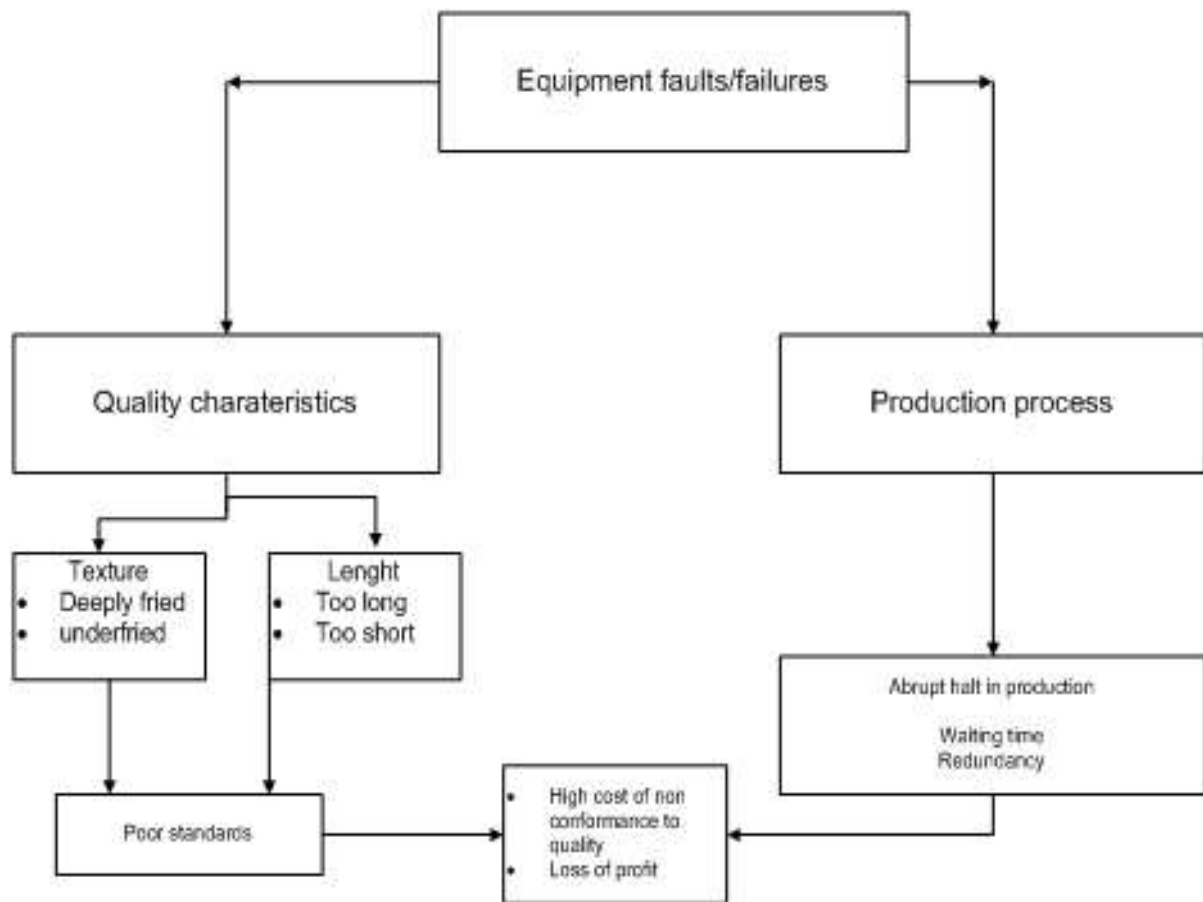 Equipment faults/failures
Quality charateristics
Production process
Texture
• Deeply fried
• underfried
Lenght
• Too long
• Too short
Abrupt halt in production
Waiting time
Redundancy
Poor standards
• High cost of non
conformance to
quality
• Loss of profit